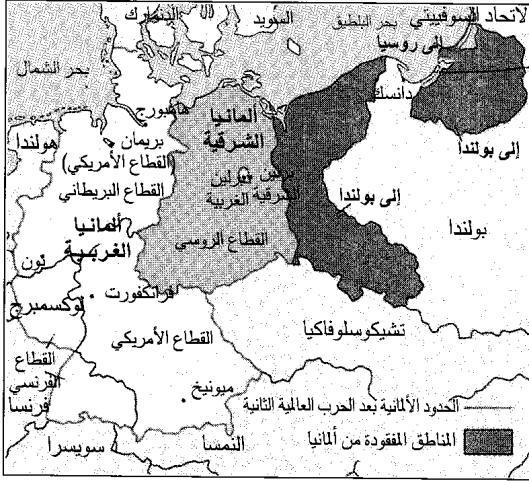 الدنمارك
السويد
بحر البلطيق
الاتحاد السوفييتي
إلى روسيا
بحر الشمال
دانسك
هامبورج
ألمانيا
الشرقية
إلى بولندا
هولندا
بريمان
(القطاع الأمريكي)
القطاع البريطاني
برلين
الغربية
برلين
الشرقية
إلى بولندا
بولندا
ألمانيا
الغربية
القطاع الروسي
بون
فرانكفورت
لوكسمبرج
القطاع الأمريكي
تشيكوسلوفاكيا
القطاع
الفرنسي
فرنسا
ميونيخ
الحدود الألمانية بعد الحرب العالمية الثانية
المناطق المفقودة من ألمانيا
النمسا
سويسرا